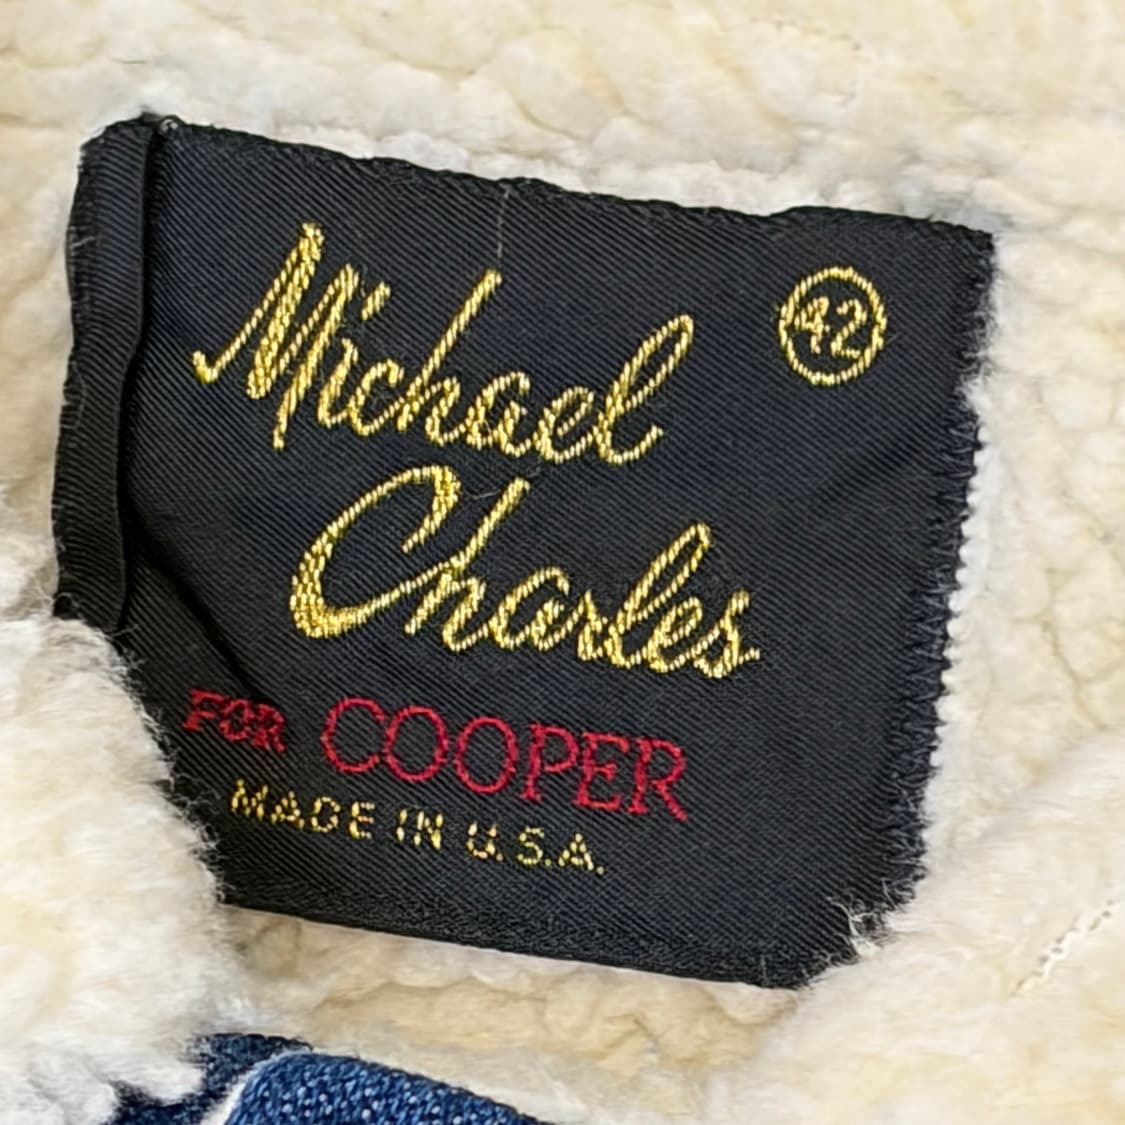 Michael
42
Charles
FOR COOPER
MADE IN U.S.A.